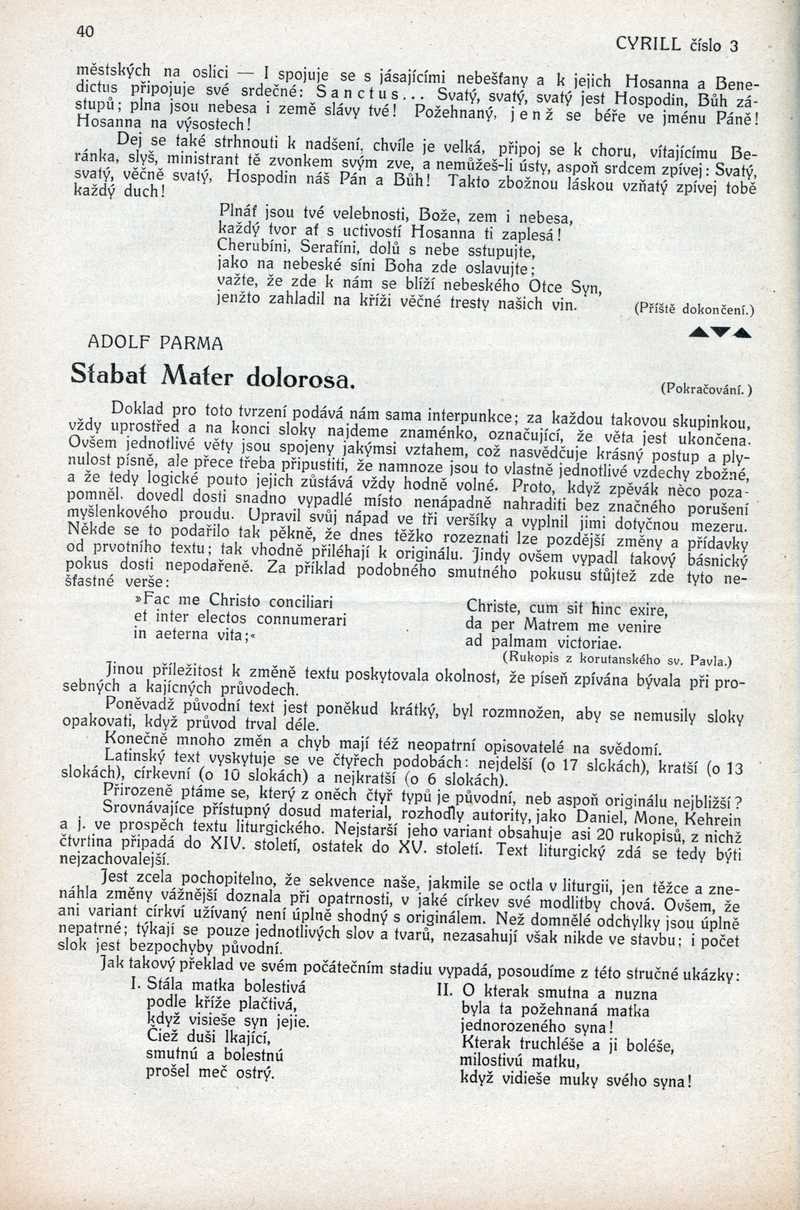 40
CYRILL číslo 3
městských na oslici — I spojuje se s jásajícími nebešťany a k jejich Hosanna a Bene-
dictus připojuje své srdečné: Sanctus... Svatý, svatý, svatý jest Hospodin, Bůh zá-
stupů; plna jsou nebesa i země slávy tvé! Požehnaný, jenž se béře ve jménu Páně!
Hosanna na výsostech!
Dej se také strhnouti k nadšení, chvíle je velká, připoj se k choru, vítajícímu Be-
ránka, slyš, ministrant tě zvonkem svým zve, a nemůžeš-li ústy, aspoň srdcem zpívej: Svatý,
svatý, věčně svatý, Hospodin náš Pán a Bůh! Takto zbožnou láskou vzňatý zpívej tobě
každý duch!
Plnáť jsou tvé velebnosti, Bože, zem i nebesa,
každý tvor ať s uctivostí Hosanna ti zaplesá!
Cherubíni, Serafíni, dolů s nebe sstupujte,
jako na nebeské síni Boha zde oslavujte;
važte, že zde k nám se blíží nebeského Otce Syn,
jenžto zahladil na kříži věčné tresty našich vin.
(Příště dokončení.)
ADOLF PARMA
Stabat Mater dolorosa.
(Pokračování.)
Doklad pro toto tvrzení podává nám sama interpunkce; za každou takovou skupinkou,
vždy uprostřed a na konci sloky najdeme znaménko, označující, že věta jest ukončena.
Ovšem jednotlivé věty jsou spojeny jakýmsi vztahem, což nasvědčuje krásný postup a ply-
nulost písně, ale přece třeba připustiti, že namnoze jsou to vlastně jednotlivé vzdechy zbožné,
a že tedy logické pouto jejich zůstává vždy hodně volné. Proto, když zpěvák něco poza-
pomněl, dovedl dosti snadno vypadlé místo nenápadně nahraditi bez značného porušení
myšlenkového proudu. Upravil svůj nápad ve tři veršíky a vyplnil jimi dotyčnou mezeru.
Někde se to podařilo tak pěkně, že dnes těžko rozeznati lze pozdější změny a přídavky
od prvotního textu; tak vhodně přiléhají k originálu. Jindy ovšem vypadl takový básnický
pokus dosti nepodařeně. Za příklad podobného smutného pokusu stůjtež zde tyto ne-
šťastné verše:
»Fac me Christo conciliari
et inter electos connumerari
in aeterna vita;«
Christe, cum sit hinc exire,
da per Matrem me venire
ad palmam victoriae.
(Rukopis z korutanského sv. Pavla.)
Jinou příležitost k změně textu poskytovala okolnost, že píseň zpívána bývala při pro-
sebných a kajícných průvodech.
Poněvadž původní text jest poněkud krátký, byl rozmnožen, aby se nemusily sloky
opakovati, když průvod trval déle.
Konečně mnoho změn a chyb mají též neopatrní opisovatelé na svědomí.
Latinský text vyskytuje se ve čtyřech podobách: nejdelší (o 17 slokách), kratší (o 13
slokách), církevní (o 10 slokách) a nejkratší (o 6 slokách).
Přirozeně ptáme se, který z oněch čtyř typů je původní, neb aspoň originálu nejbližší?
Srovnávajíce přístupný dosud material, rozhodly autority, jako Daniel, Mone, Kehrein
a j. ve prospěch textu liturgického. Nejstarší jeho variant obsahuje asi 20 rukopisů, z nichž
čtvrtina připadá do XIV. století, ostatek do XV. století. Text liturgický zdá se tedy býti
nejzachovalejší.
Jest zcela pochopitelno, že sekvence naše, jakmile se octla v liturgii, jen těžce a zne-
náhla změny vážnější doznala při opatrnosti, v jaké církev své modlitby chová. Ovšem, že
ani variant církví užívaný není úplně shodný s originálem. Než domnělé odchylky jsou úplně
nepatrné; týkají se pouze jednotlivých slov a tvarů, nezasahují však nikde ve stavbu; i počet
slok jest bezpochyby původní.
Jak takový překlad ve svém počátečním stadiu vypadá, posoudíme z této stručné ukázky:
I. Stála matka bolestivá
podle kříže plačtivá,
když visieše syn jejie.
Čiež duši lkající,
smutnú a bolestnú
prošel meč ostrý.
II. O kterak smutna a nuzna
byla ta požehnaná matka
jednorozeného syna!
Kterak truchléše a ji boléše,
milostivú matku,
když vidieše muky svého syna!